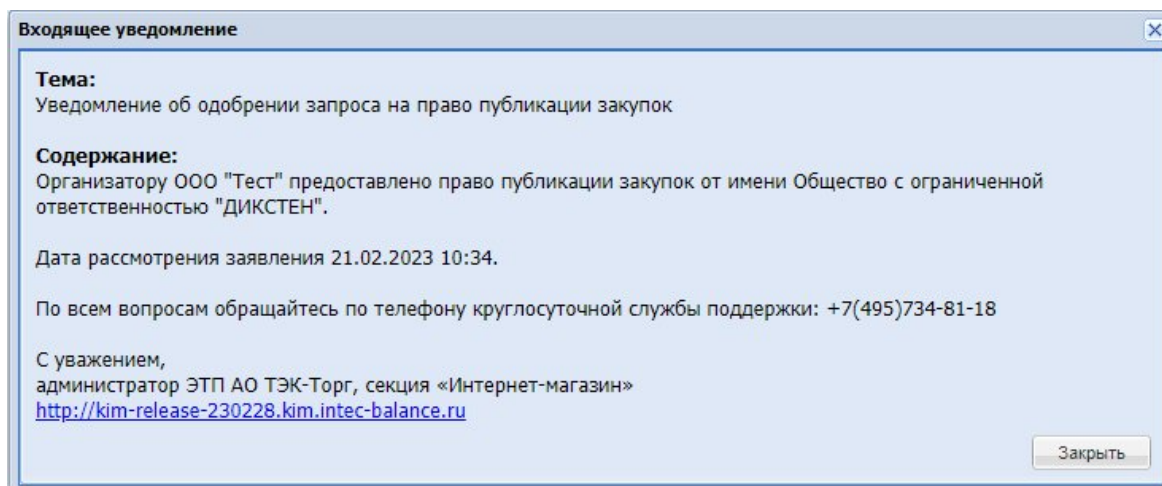 Входящее уведомление
Тема:
Уведомление об одобрении запроса на право публикации закупок
Содержание:
Организатору ООО "Тест" предоставлено право публикации закупок от имени Общество с ограниченной
ответственностью "ДИКСТЕН".
Дата рассмотрения заявления 21.02.2023 10:34.
По всем вопросам обращайтесь по телефону круглосуточной службы поддержки: +7(495)734-81-18
С уважением,
администратор ЭТП АО ТЭК-Торг, секция «Интернет-магазин»
http://kim-release-230228.kim.intec-balance.ru
Закрыть